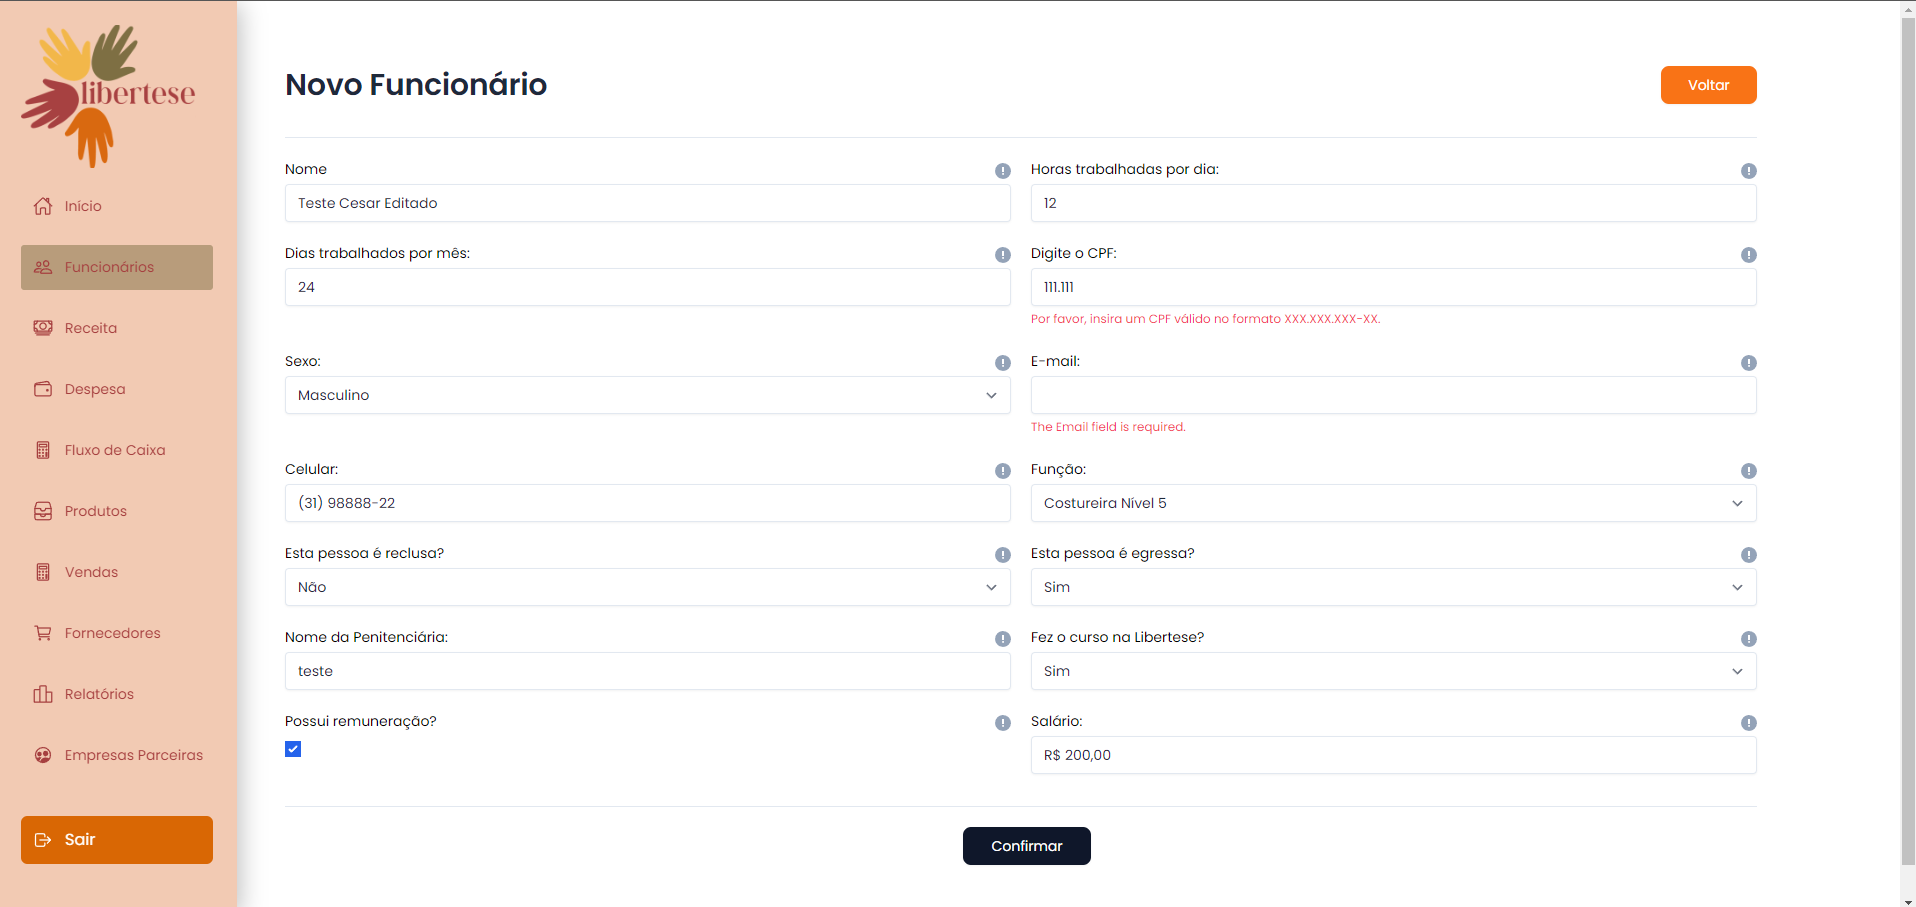 libertese
Início
Funcionários
Receita
Despesa
Fluxo de Caixa
Produtos
Vendas
Fornecedores
Relatórios
Empresas Parceiras
Sair
Novo Funcionário
Voltar
Nome
Teste Cesar Editado
Horas trabalhadas por dia:
12
Dias trabalhados por mês:
24
Digite o CPF:
111.111
Por favor, insira um CPF válido no formato XXX.XXX.XXX-XX.
Sexo:
Masculino
E-mail:
The Email field is required.
Celular:
(31) 98888-22
Função:
Costureira Nível 5
Esta pessoa é reclusa?
Não
Esta pessoa é egressa?
Sim
Nome da Penitenciária:
teste
Fez o curso na Libertese?
Sim
Possui remuneração?
Salário:
R$ 200,00
Confirmar